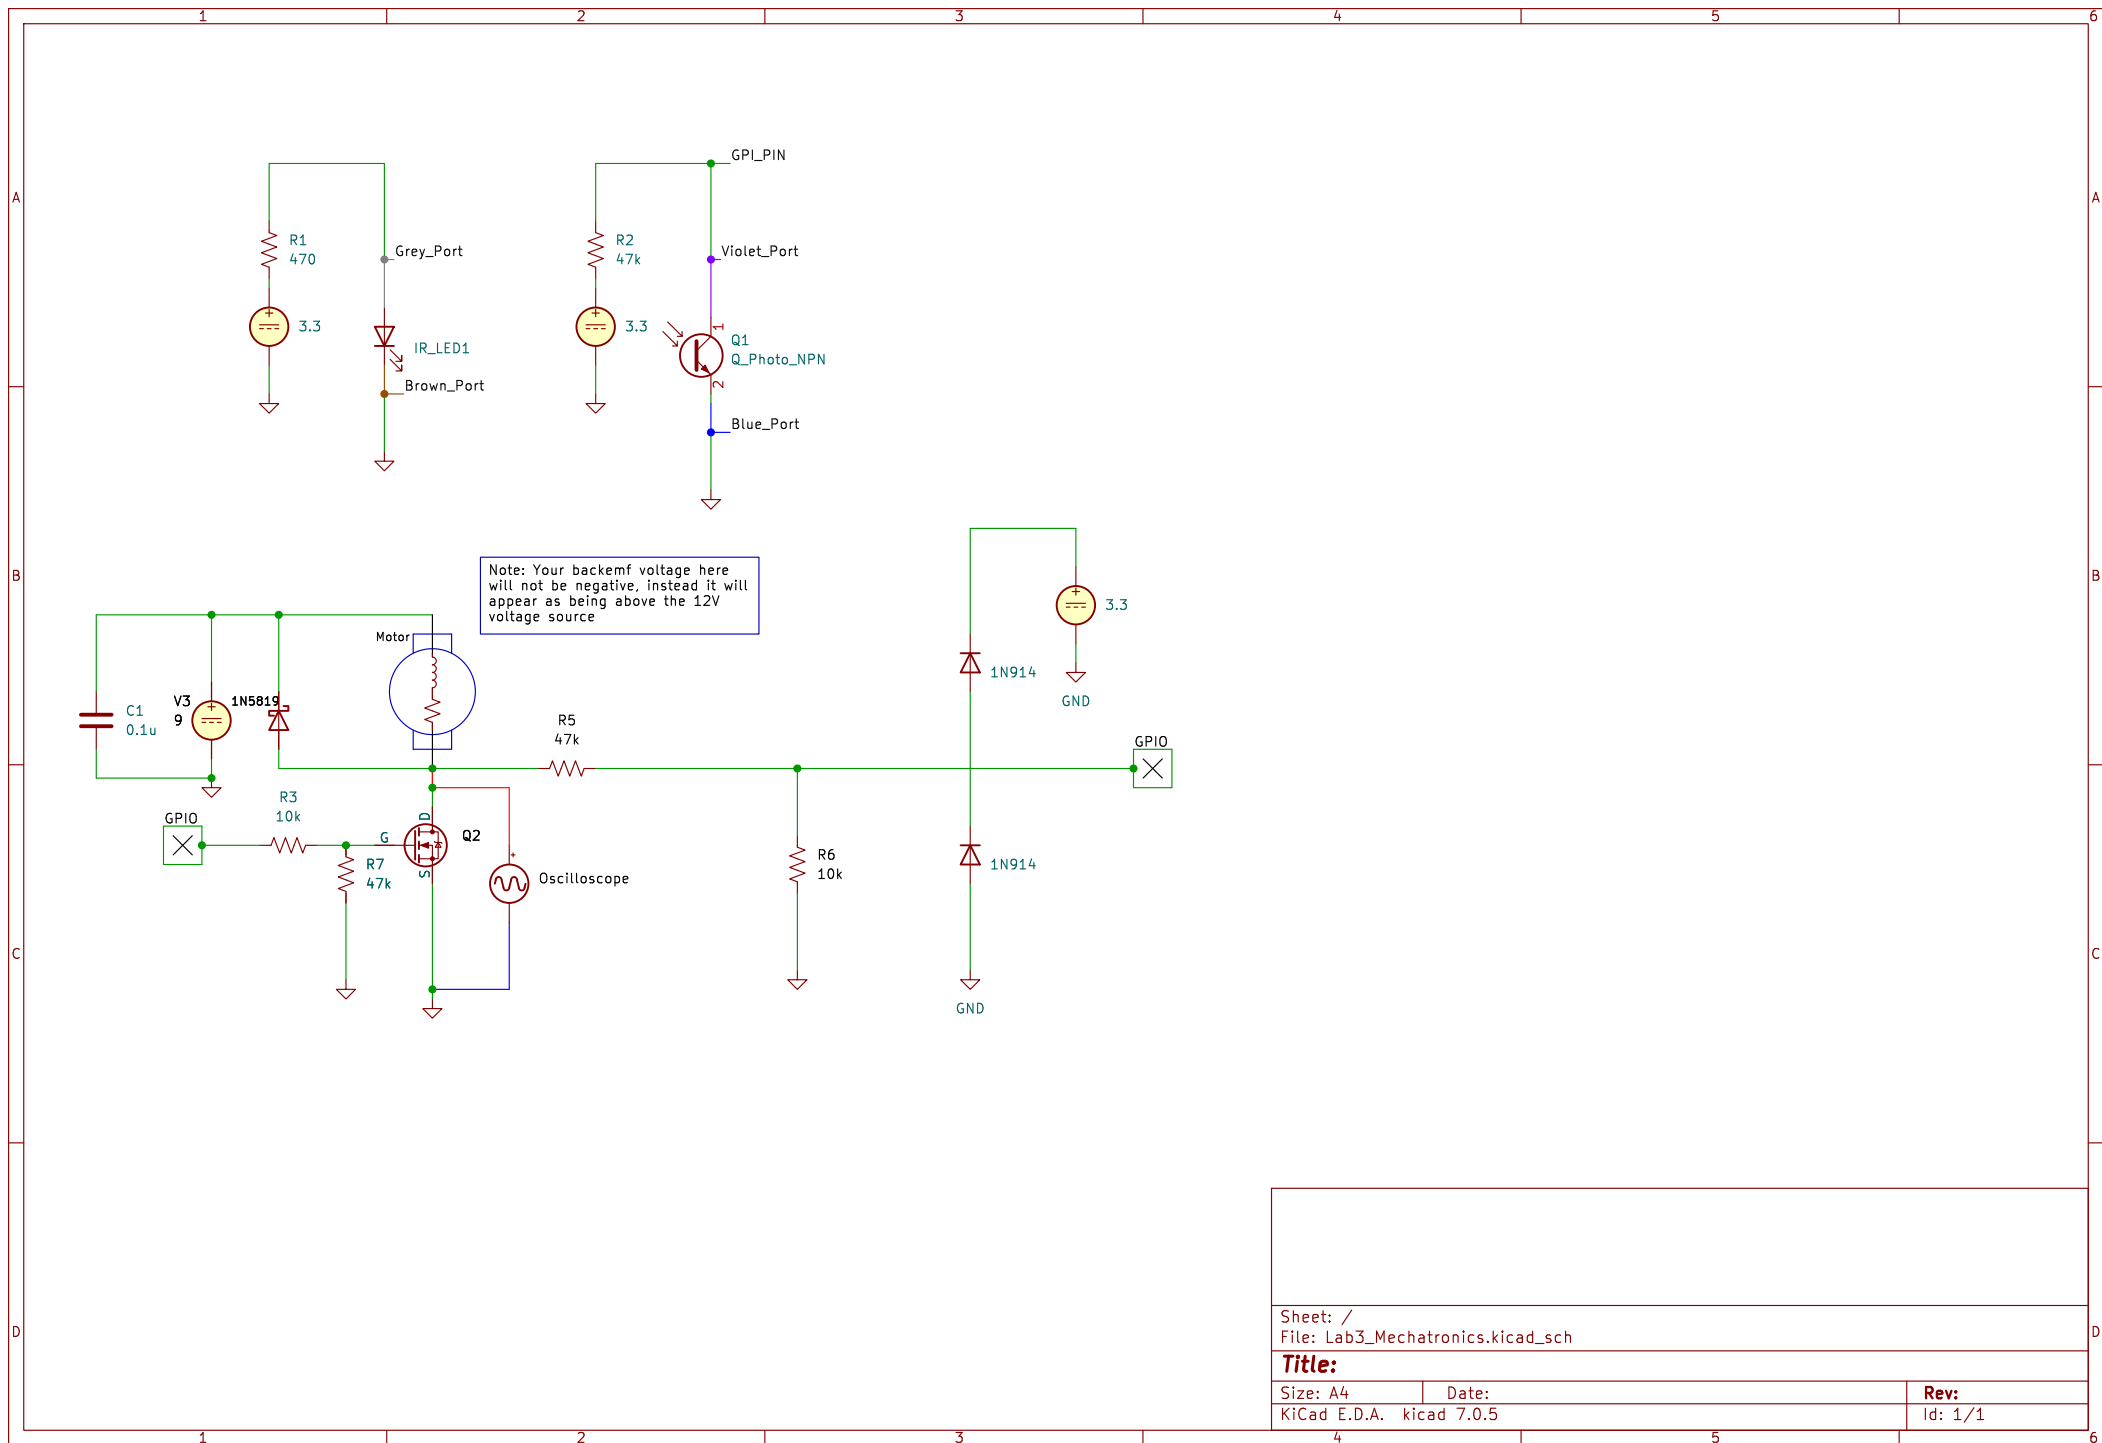 1 2 3 4 5 6
A A
GPI_PIN
R1
470
Grey_Port
3.3
IR_LED1
Brown_Port
R2
47k
Violet_Port
3.3
1
Q1
Q_Photo_NPN
2
Blue_Port
B B
Note: Your backemf voltage here
will not be negative, instead it will
appear as being above the 12V
voltage source
3.3
GND
Motor
C1
0.1u
V3
9
1N5819
R5
47k
1N914
GPIO
R3
10k
GPIO
G
D
S
Q2
R7
47k
Oscilloscope
R6
10k
1N914
GND
C C
D D
Sheet: /
File: Lab3_Mechatronics.kicad_sch
Title:
Size: A4 Date: Rev:
KiCad E.D.A. kicad 7.0.5 Id: 1/1
1 2 3 4 5 6